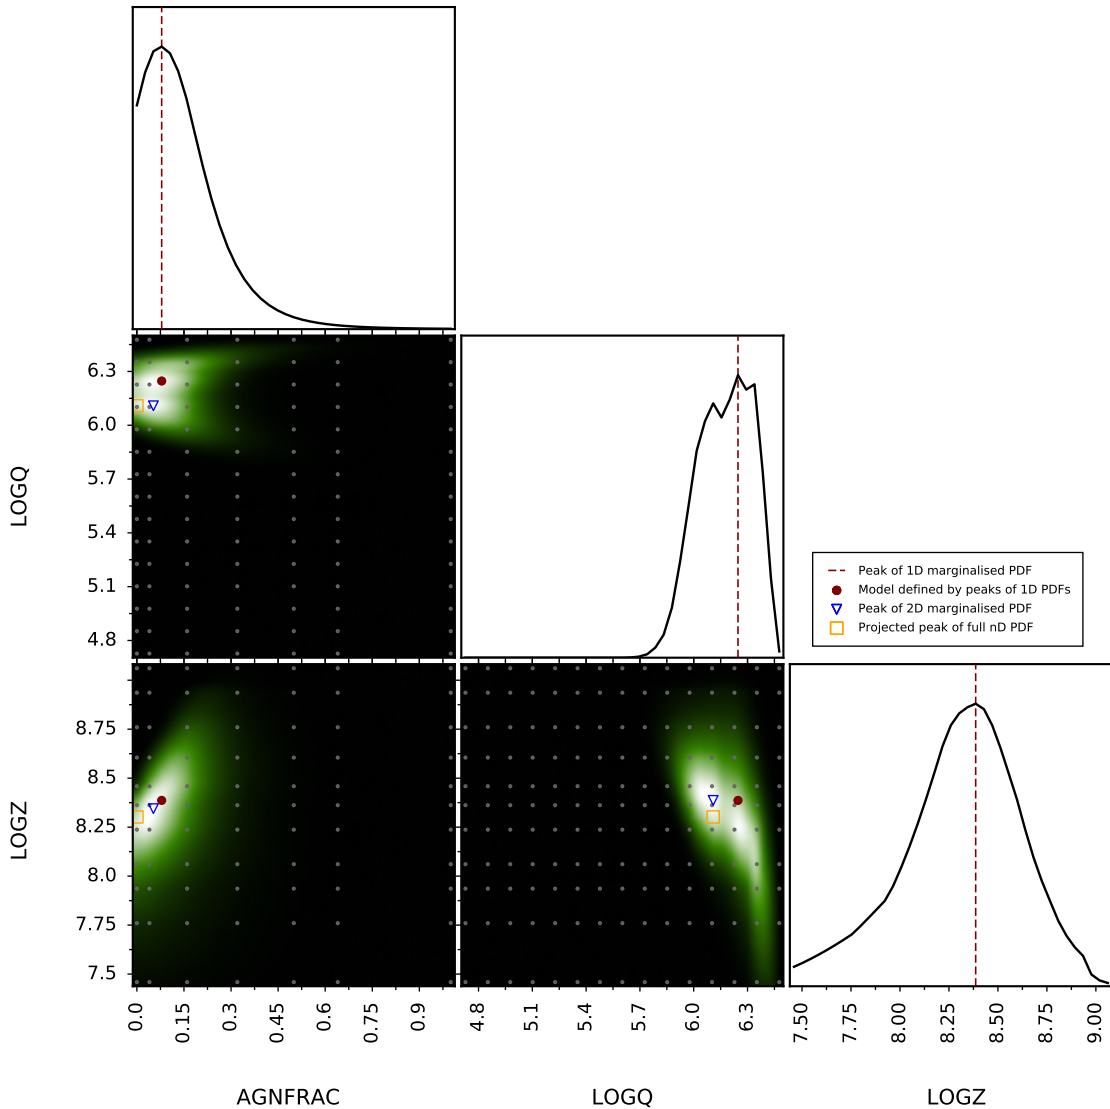 6.3
6.0
5.7
5.4
5.1
4.8
LOGQ
Peak of 1D marginalised PDF
Model defined by peaks of 1D PDFs
Peak of 2D marginalised PDF
Projected peak of full nD PDF
8.75
8.5
8.25
8.0
7.75
7.5
LOGZ
0.0 0.15 0.3 0.45 0.6 0.75 0.9
4.8 5.1 5.4 5.7 6.0 6.3
7.50 7.75 8.00 8.25 8.50 8.75 9.00
AGNFRAC LOGQ LOGZ